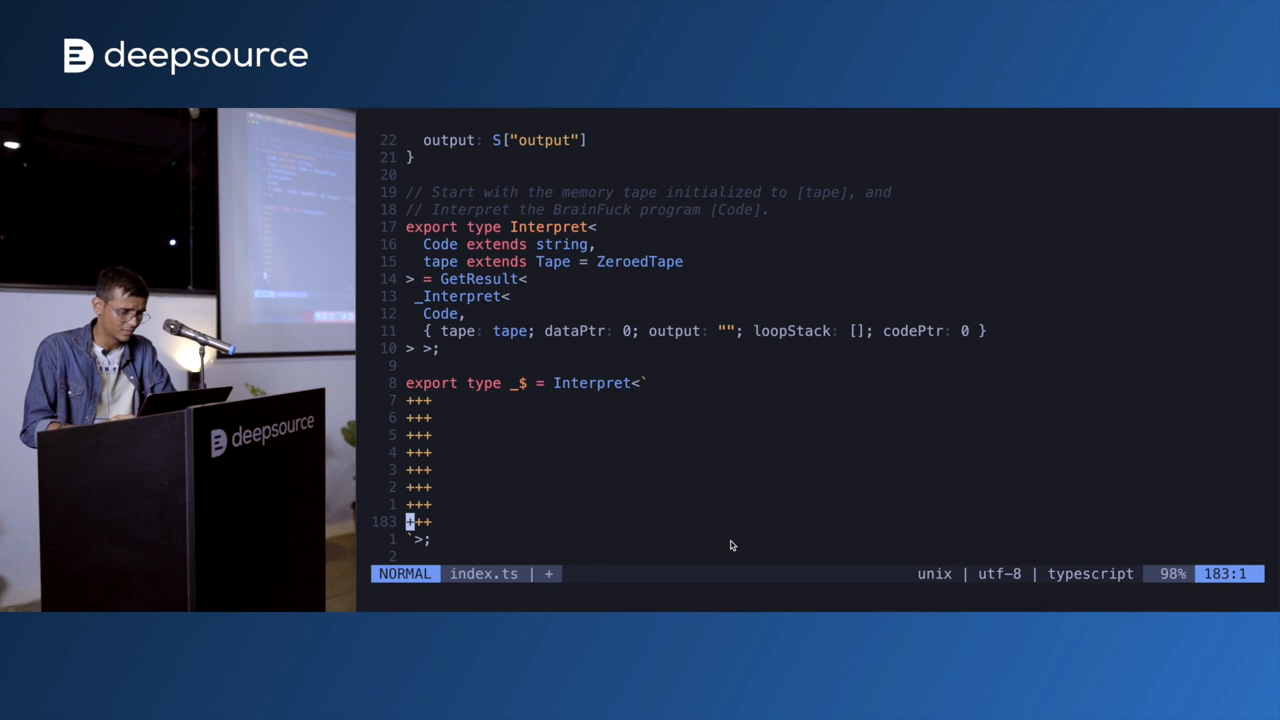 deepsource
22 output: S["output"]
21 }
20
19 // Start with the memory tape initialized to [tape], and
18 // Interpret the BrainFuck program [Code].
17 export type Interpret<
16 Code extends string,
15 tape extends Tape = ZeroedTape
14 > = GetResult<
13 _Interpret<
12 Code,
11 { tape: tape; dataPtr: 0; output: ""; loopStack: []; codePtr: 0 }
10 > >;
9
8 export type _$ = Interpret<`
7 +++
6 +++
5 +++
4 +++
3 +++
2 +++
1 +++
183 +++
1 `>;
2
NORMAL index.ts | + unix | utf-8 | typescript 98% 183:1
deepsource